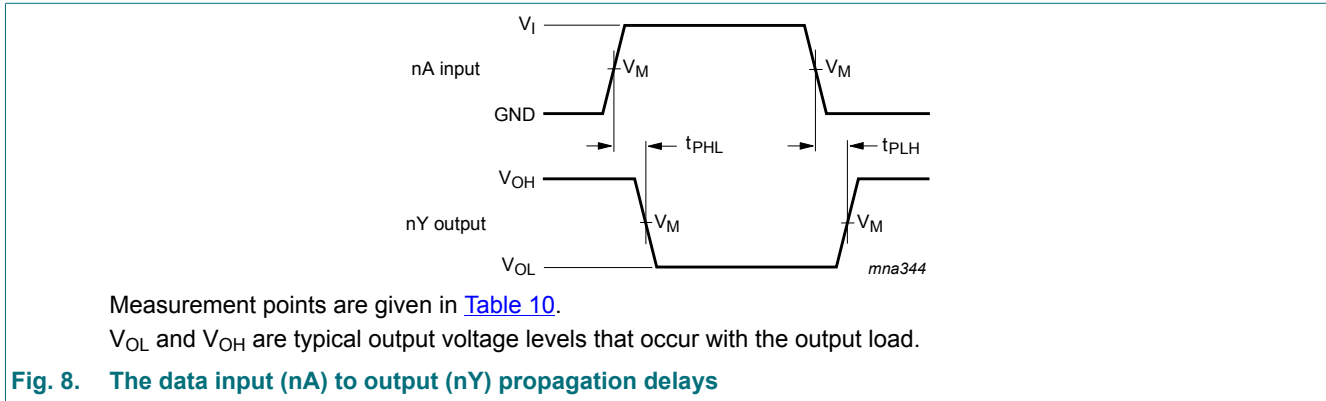 V_I
nA input
V_M
V_M
GND
t_PHL
t_PLH
V_OH
nY output
V_M
V_M
V_OL
mna344
Measurement points are given in Table 10.
V_OL and V_OH are typical output voltage levels that occur with the output load.
Fig. 8. The data input (nA) to output (nY) propagation delays